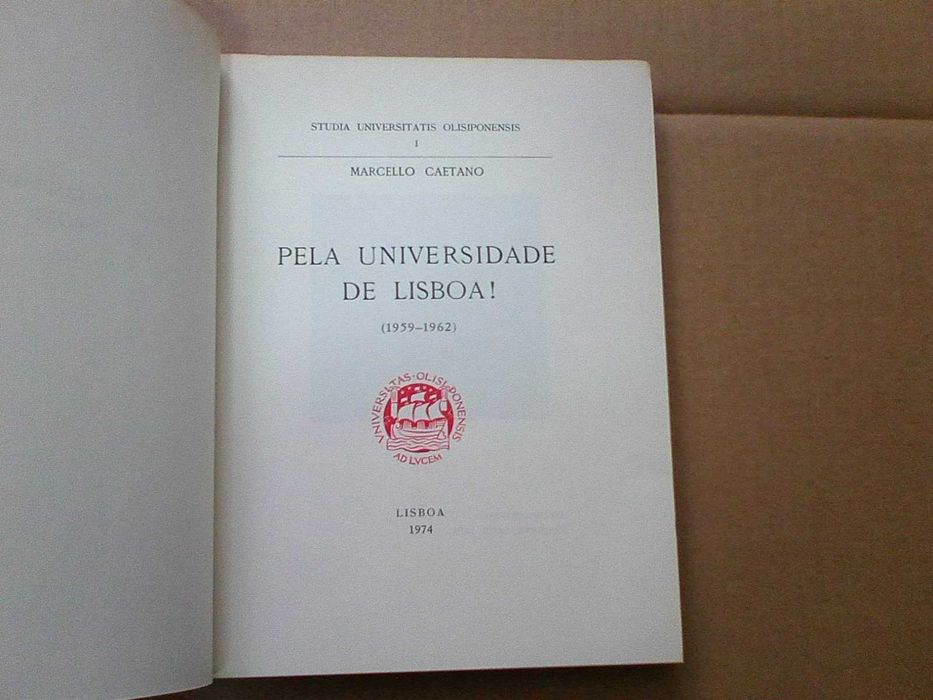 STUDIA UNIVERSITATIS OLISIPONENSIS
I
MARCELLO CAETANO
PELA UNIVERSIDADE
DE LISBOA!
(1959–1962)
UNIVERSITAS·OLISIPONENSIS
AD LVCEM
LISBOA
1974